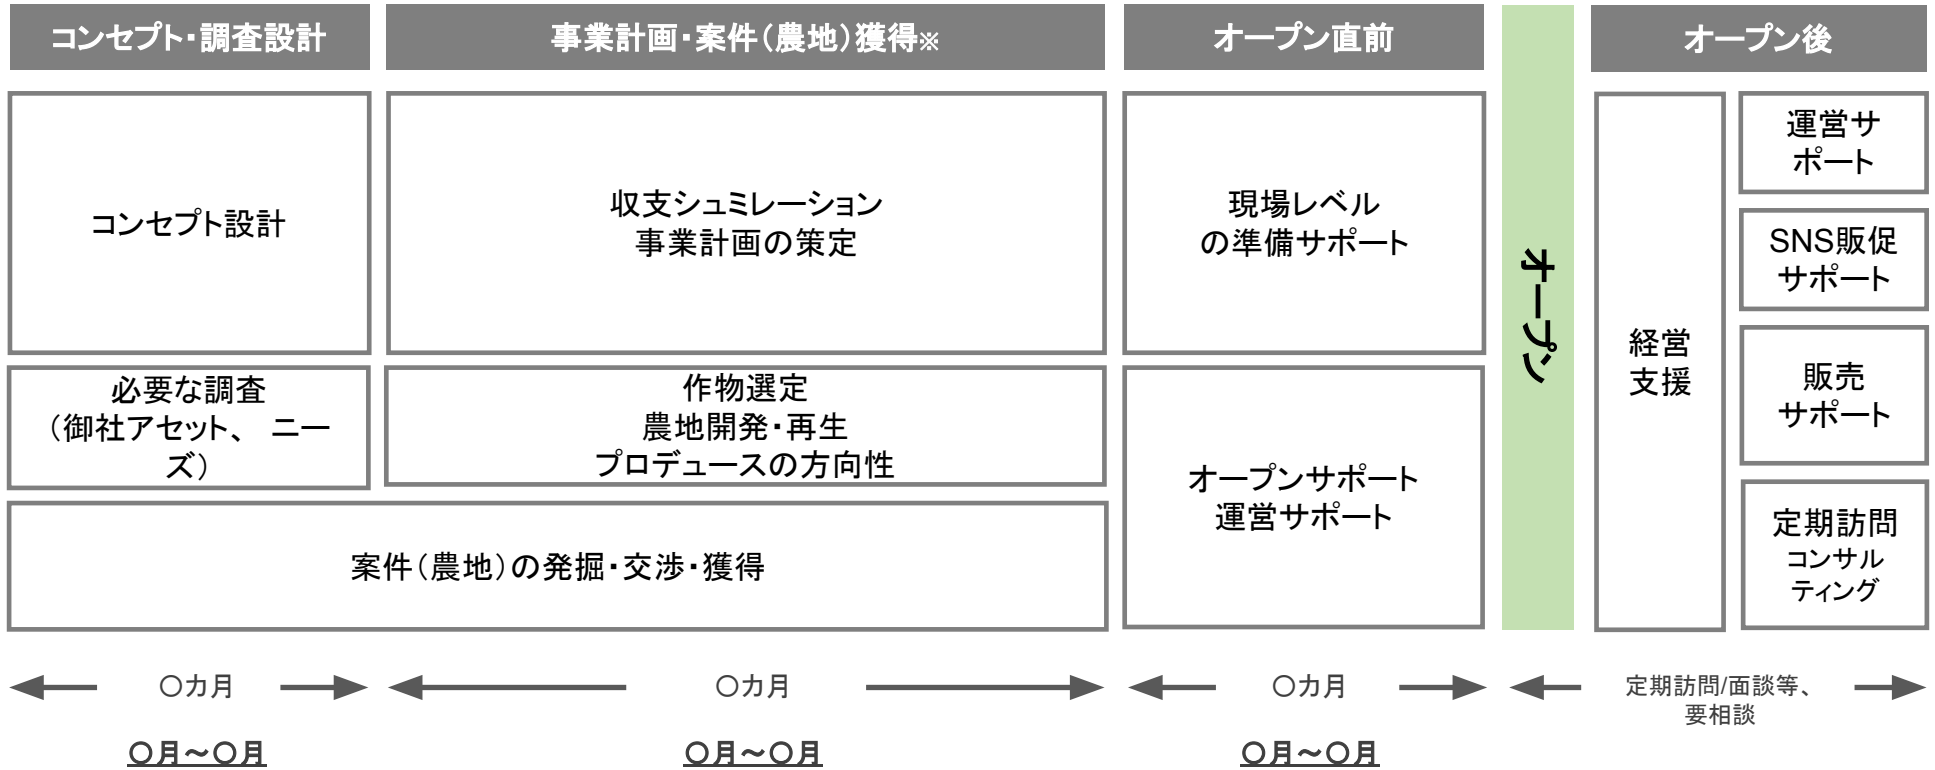 コンセプト・調査設計
事業計画・案件（農地）獲得※
オープン直前
オープン後
コンセプト設計
収支シュミレーション
事業計画の策定
現場レベル
の準備サポート
オープン
経営
支援
運営サ
ポート
SNS販促
サポート
販売
サポート
定期訪問
コンサル
ティング
必要な調査
（御社アセット、 ニー
ズ）
作物選定
農地開発・再生
プロデュースの方向性
オープンサポート
運営サポート
案件（農地）の発掘・交渉・獲得
〇カ月
〇カ月
〇カ月
定期訪問/面談等、
要相談
〇月～〇月
〇月～〇月
〇月～〇月